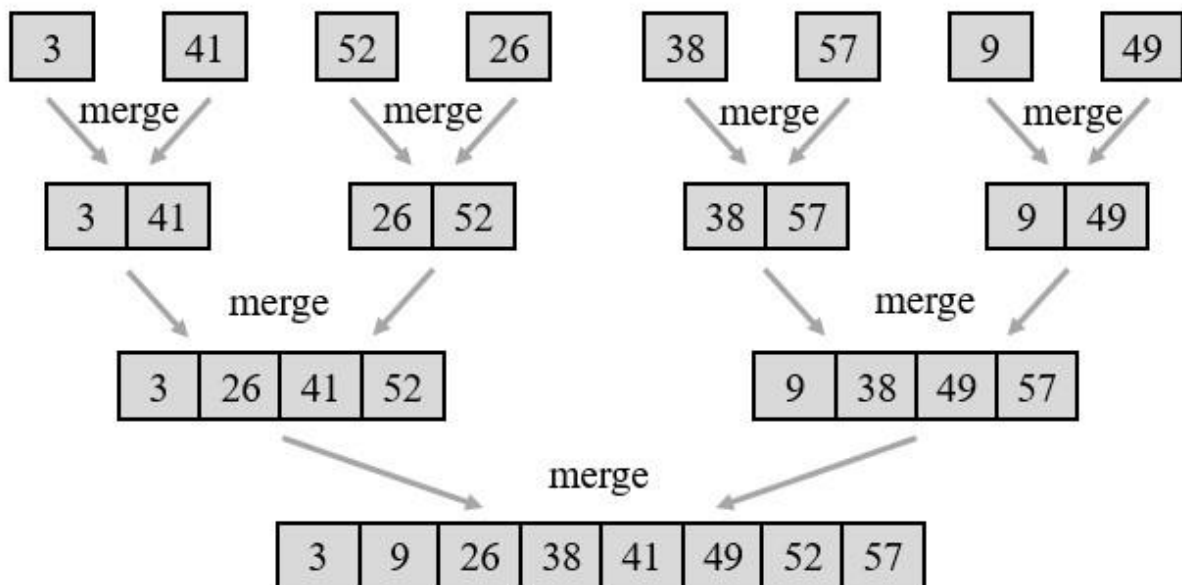 3 41 52 26 38 57 9 49
merge merge merge merge
3 41 26 52 38 57 9 49
merge merge
3 26 41 52 9 38 49 57
merge
3 9 26 38 41 49 52 57